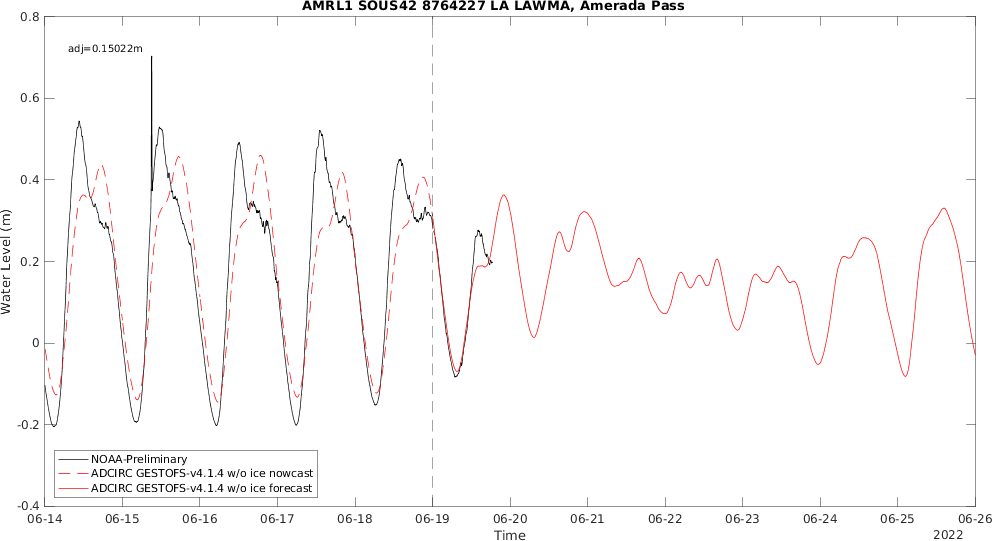 AMRL1 SOUS42 8764227 LA LAWMA, Amerada Pass
adj=0.15022m
0.8
0.6
0.4
0.2
0
-0.2
-0.4
Water Level (m)
NOAA-Preliminary
ADCIRC GESTOFS-v4.1.4 w/o ice nowcast
ADCIRC GESTOFS-v4.1.4 w/o ice forecast
06-14 06-15 06-16 06-17 06-18 06-19 06-20 06-21 06-22 06-23 06-24 06-25 06-26
Time
2022